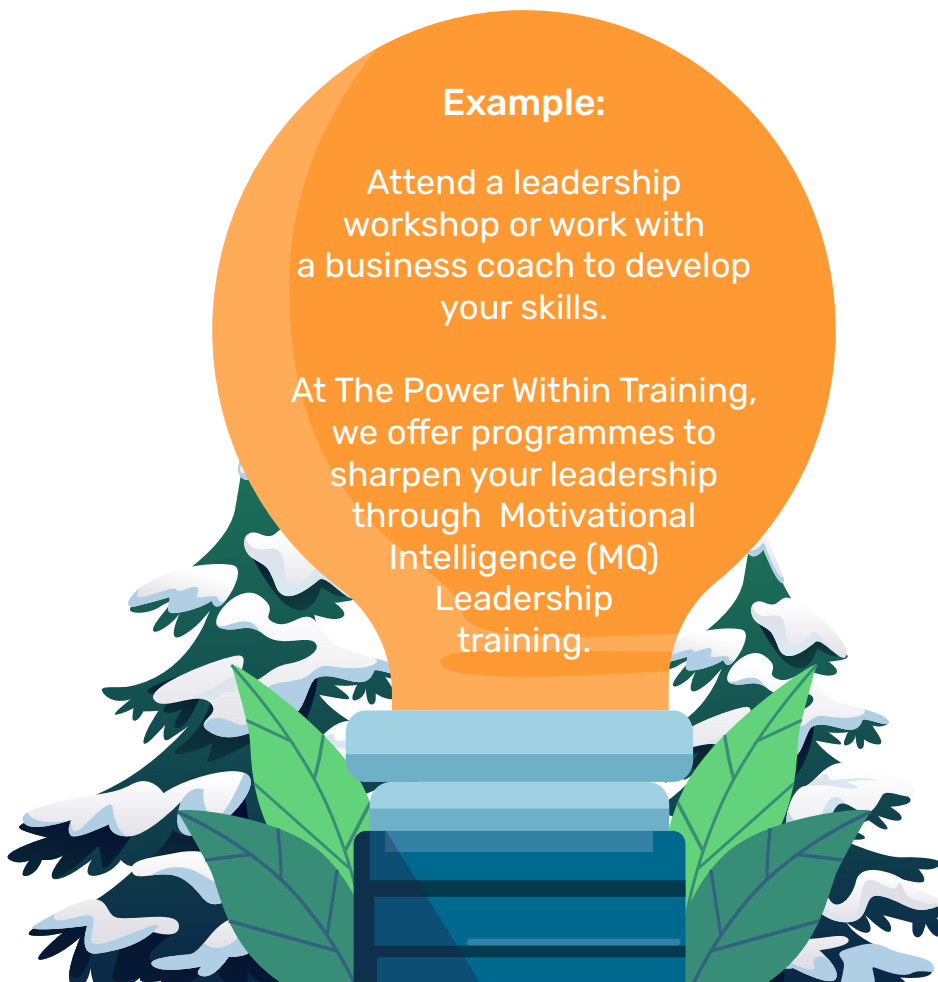 Example:
Attend a leadership
workshop or work with
a business coach to develop
your skills.
At The Power Within Training,
we offer programmes to
sharpen your leadership
through  Motivational
Intelligence (MQ)
Leadership
training.